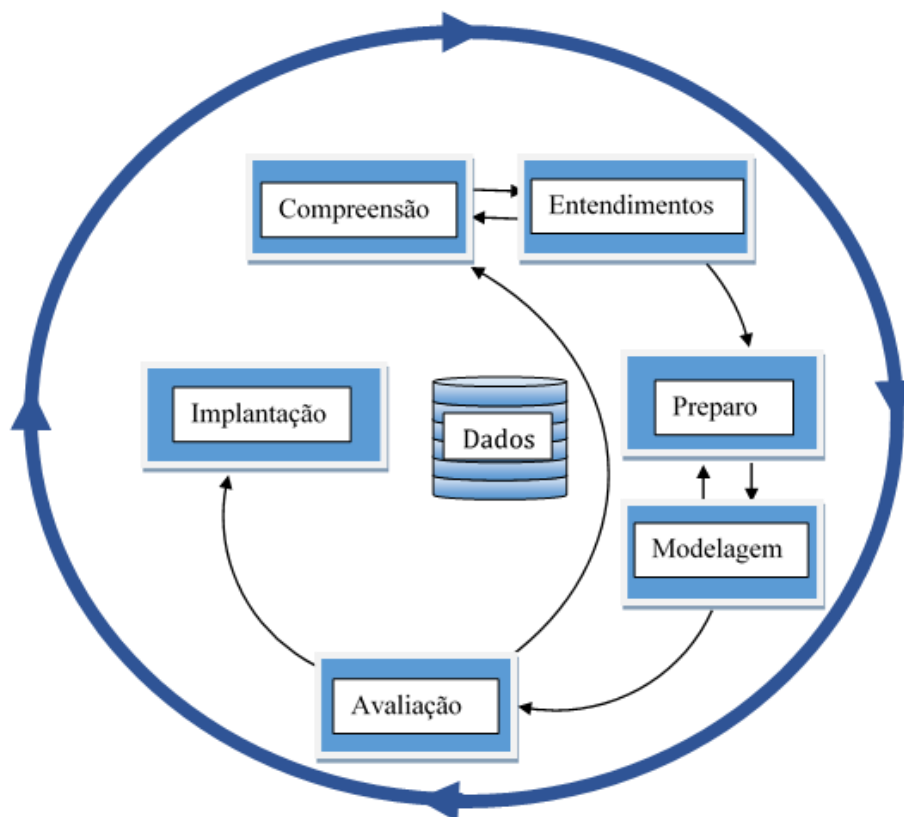 Compreensão
Entendimentos
Implantação
Dados
Preparo
Modelagem
Avaliação